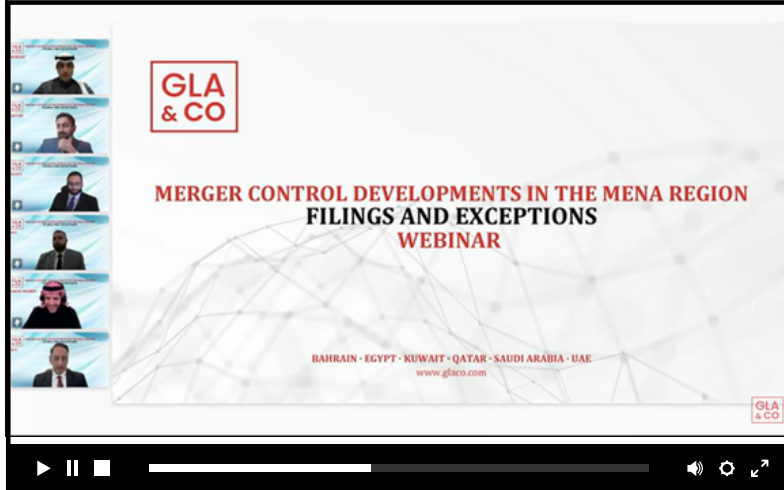 GLA
& CO
MERGER CONTROL DEVELOPMENTS IN THE MENA REGION
FILINGS AND EXCEPTIONS
WEBINAR
BAHRAIN - EGYPT - KUWAIT - QATAR - SAUDI ARABIA - UAE
www.glaco.com
GLA
& CO